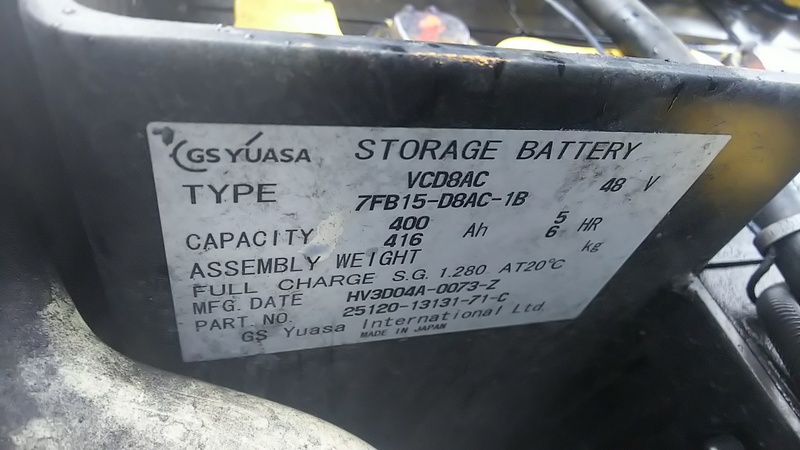 GS YUASA STORAGE BATTERY
TYPE VCD8AC 48 V
7FB15-D8AC-1B
CAPACITY 400 Ah 5 HR
416 6
ASSEMBLY WEIGHT kg
FULL CHARGE S.G. 1.280 AT20°C
MFG. DATE HV3D04A-0073-Z
PART. NO. 25120-13131-71-C
GS Yuasa International Ltd.
MADE IN JAPAN